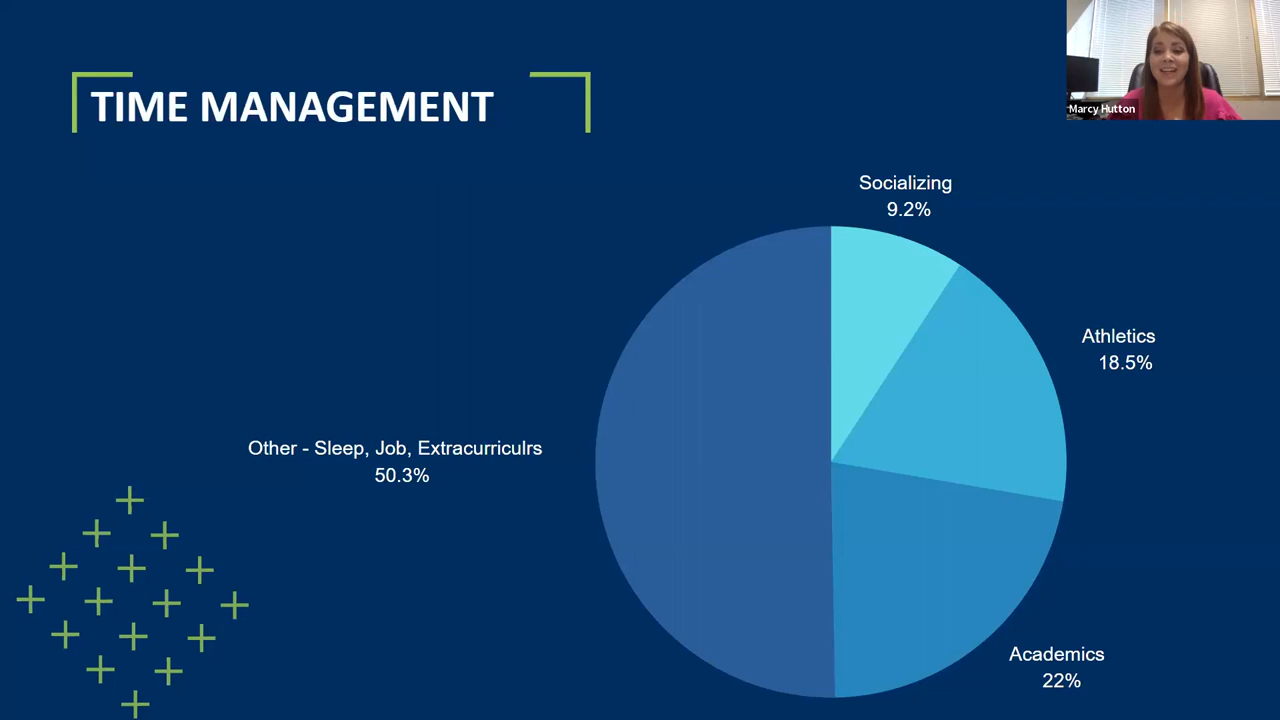 TIME MANAGEMENT
Marcy Hutton
Socializing
9.2%
Athletics
18.5%
Other - Sleep, Job, Extracurriculrs
50.3%
Academics
22%